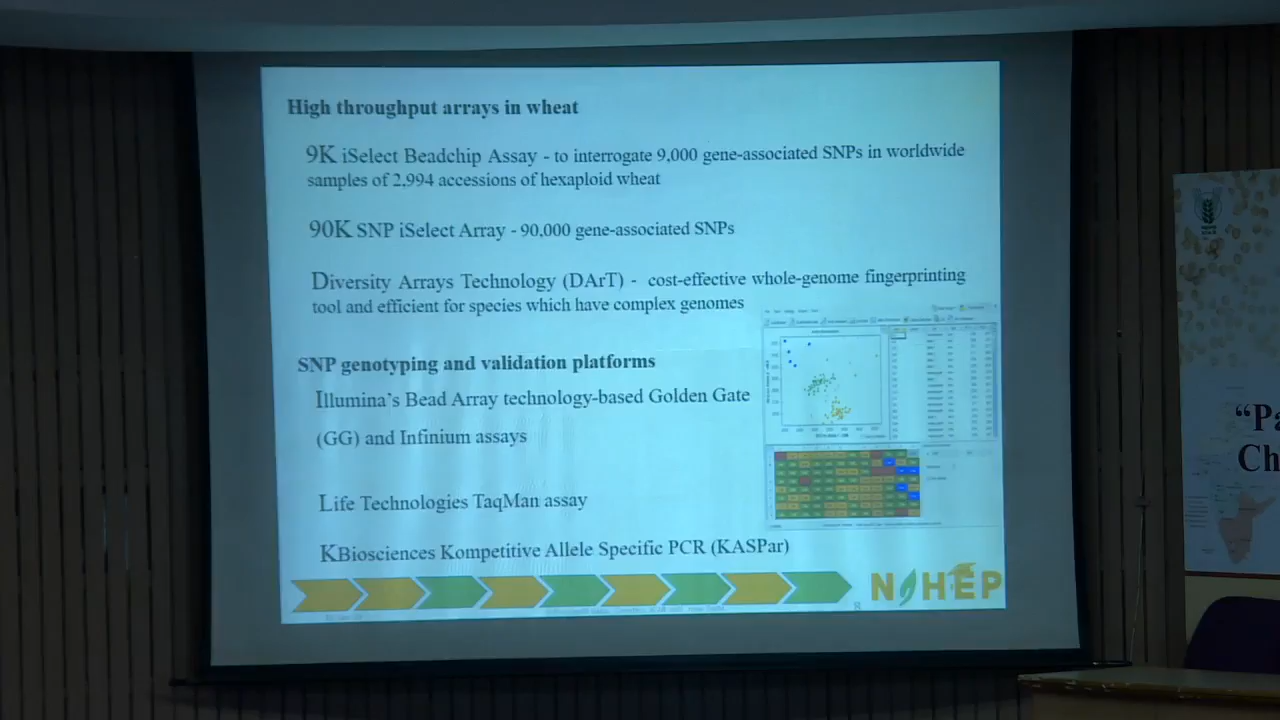 High throughput arrays in wheat
9K iSelect Beadchip Assay - to interrogate 9,000 gene-associated SNPs in worldwide
samples of 2,994 accessions of hexaploid wheat
90K SNP iSelect Array - 90,000 gene-associated SNPs
Diversity Arrays Technology (DArT) - cost-effective whole-genome fingerprinting
tool and efficient for species which have complex genomes
SNP genotyping and validation platforms
Illumina's Bead Array technology-based Golden Gate
(GG) and Infinium assays
Life Technologies TaqMan assay
KBiosciences Kompetitive Allele Specific PCR (KASPar)
NAHEP
8
“Pa
Ch